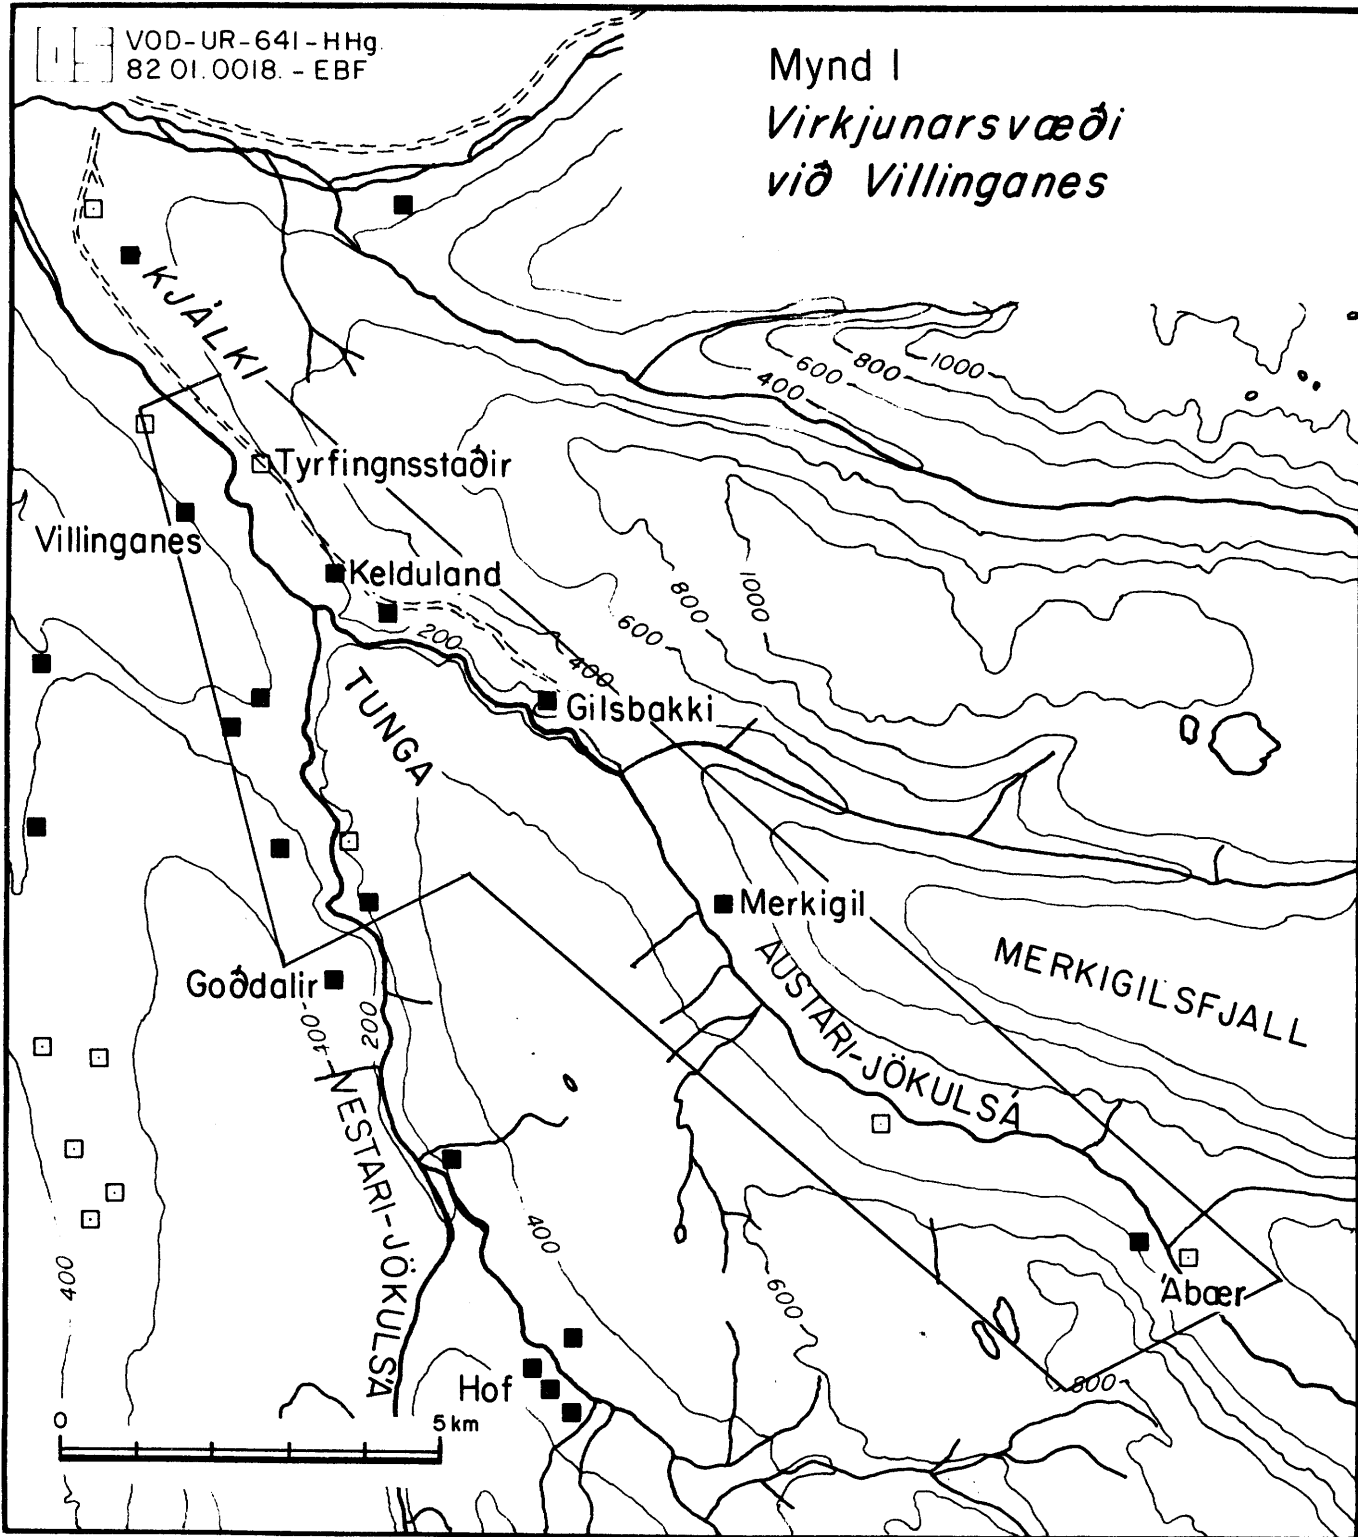 VOD-UR-641-HHg.
82 01.0018. - EBF
Mynd 1
Virkjunarsvæði
við Villinganes
KJÁLKI
1000
800
600
400
Tyrfingnsstaðir
Villinganes
Kelduland
1000
800
600
200
400
Gilsbakki
TUNGA
Merkigil
MERKIGILSFJALL
AUSTARI-JÖKULSÁ
Goðdalir
400
200
VESTARI-JÖKULSÁ
400
400
600
Ábær
800
Hof
0
5 km